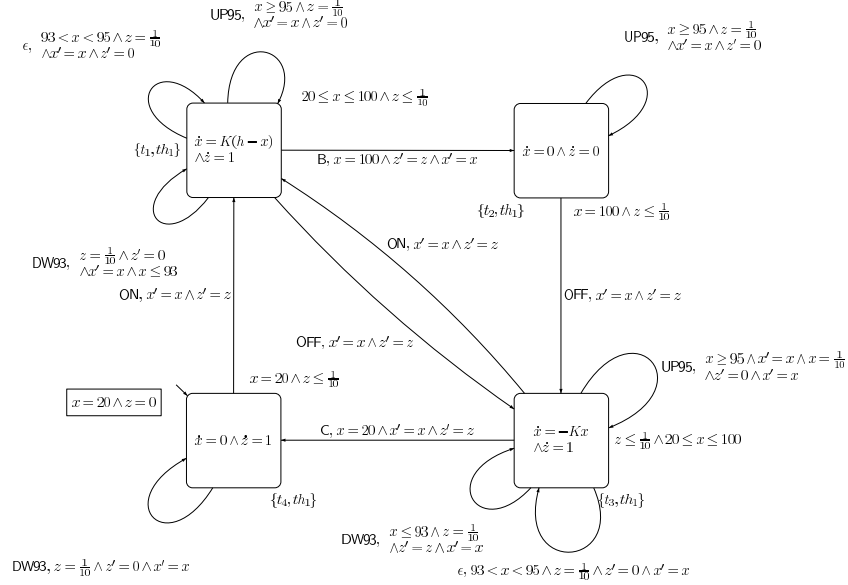 UP95, x ≥ 95 ∧ z = 1/10
∧x′ = x ∧ z′ = 0
ϵ, 93 < x < 95 ∧ z = 1/10
∧x′ = x ∧ z′ = 0
UP95, x ≥ 95 ∧ z = 1/10
∧x′ = x ∧ z′ = 0
20 ≤ x ≤ 100 ∧ z ≤ 1/10
ẋ = K(h − x)
∧ż = 1
{t₁, th₁}
B, x = 100 ∧ z′ = z ∧ x′ = x
ẋ = 0 ∧ ż = 0
{t₂, th₁}
x = 100 ∧ z ≤ 1/10
ON, x′ = x ∧ z′ = z
DW93, z = 1/10 ∧ z′ = 0
∧x′ = x ∧ x ≤ 93
ON, x′ = x ∧ z′ = z
OFF, x′ = x ∧ z′ = z
OFF, x′ = x ∧ z′ = z
UP95, x ≥ 95 ∧ x′ = x ∧ x = 1/10
∧z′ = 0 ∧ x′ = x
x = 20 ∧ z ≤ 1/10
x = 20 ∧ z = 0
ẋ = 0 ∧ ż = 1
C, x = 20 ∧ x′ = x ∧ z′ = z
ẋ = −Kx
∧ż = 1
z ≤ 1/10 ∧ 20 ≤ x ≤ 100
{t₄, th₁}
{t₃, th₁}
DW93, x ≤ 93 ∧ z = 1/10
∧z′ = z ∧ x′ = x
DW93, z = 1/10 ∧ z′ = 0 ∧ x′ = x
ϵ, 93 < x < 95 ∧ z = 1/10 ∧ z′ = 0 ∧ x′ = x